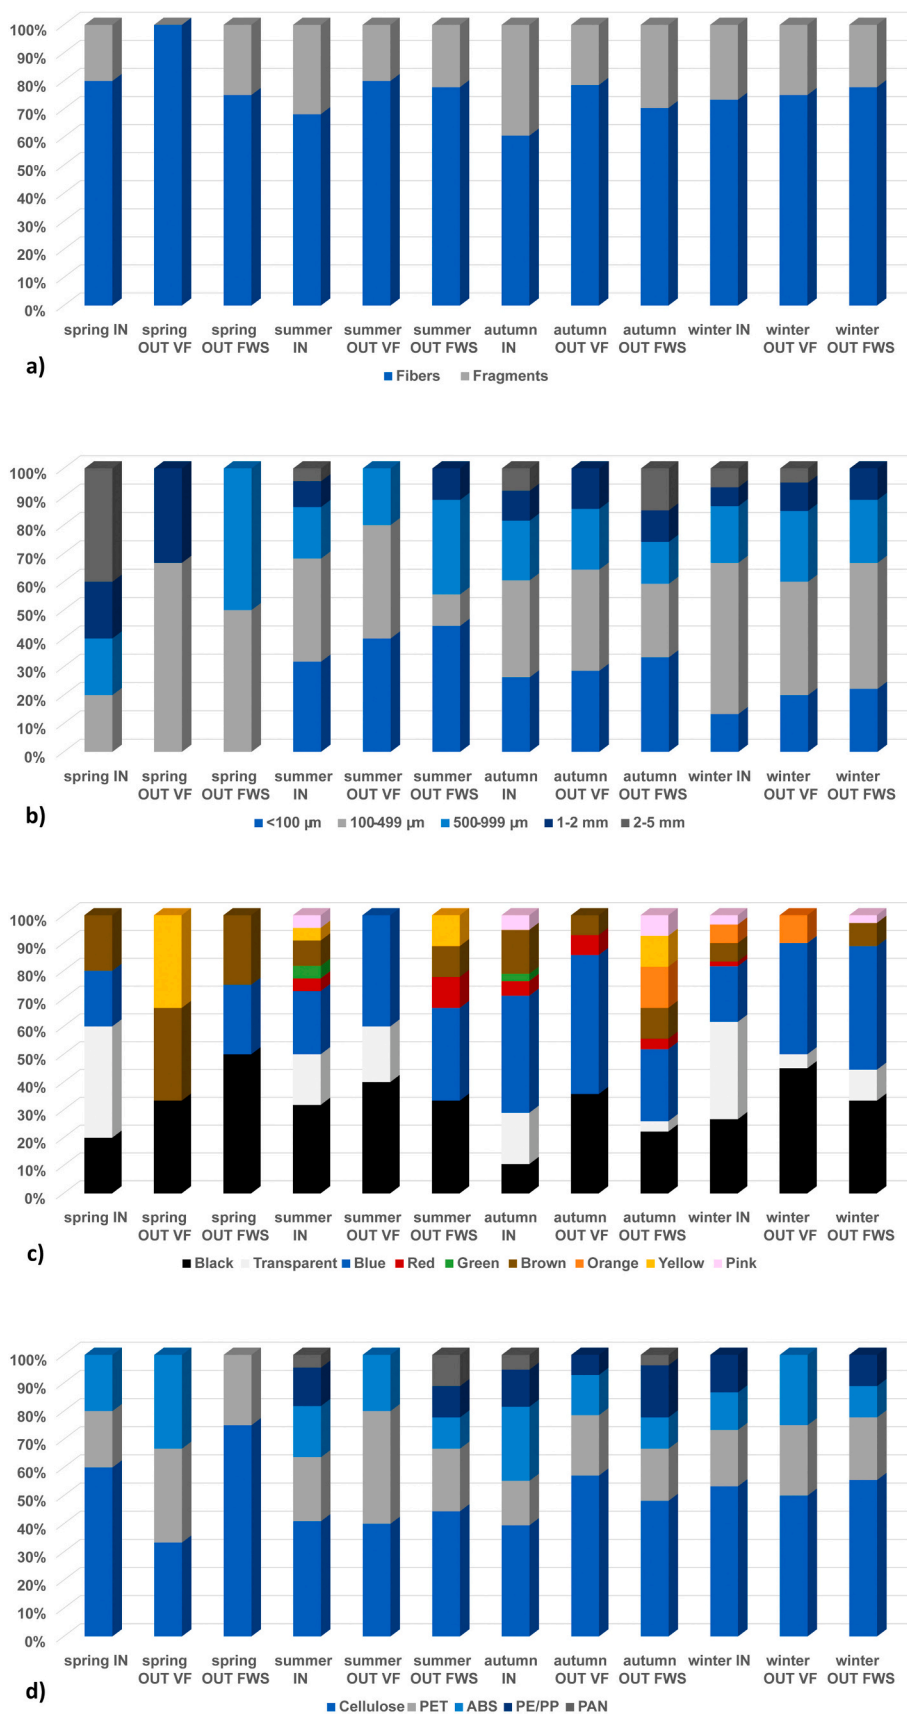 100%
90%
80%
70%
60%
50%
40%
30%
20%
10%
0%
spring IN spring summer summer summer autumn autumn autumn winter IN winter winter
spring OUT VF OUT FWS IN OUT VF OUT FWS IN OUT VF OUT FWS OUT VF OUT FWS
a)
Fibers Fragments
100%
90%
80%
70%
60%
50%
40%
30%
20%
10%
0%
spring IN spring spring summer summer summer autumn autumn autumn winter IN winter winter
OUT VF OUT FWS IN OUT VF OUT FWS IN OUT VF OUT FWS OUT VF OUT FWS
b)
<100 µm 100-499 µm 500-999 µm 1-2 mm 2-5 mm
100%
90%
80%
70%
60%
50%
40%
30%
20%
10%
0%
spring IN spring spring summer summer summer autumn autumn autumn winter IN winter winter
OUT VF OUT FWS IN OUT VF OUT FWS IN OUT VF OUT FWS OUT VF OUT FWS
c)
Black Transparent Blue Red Green Brown Orange Yellow Pink
100%
90%
80%
70%
60%
50%
40%
30%
20%
10%
0%
spring IN spring spring summer summer summer autumn autumn autumn winter IN winter winter
OUT VF OUT FWS IN OUT VF OUT FWS IN OUT VF OUT FWS OUT VF OUT FWS
d)
Cellulose PET ABS PE/PP PAN